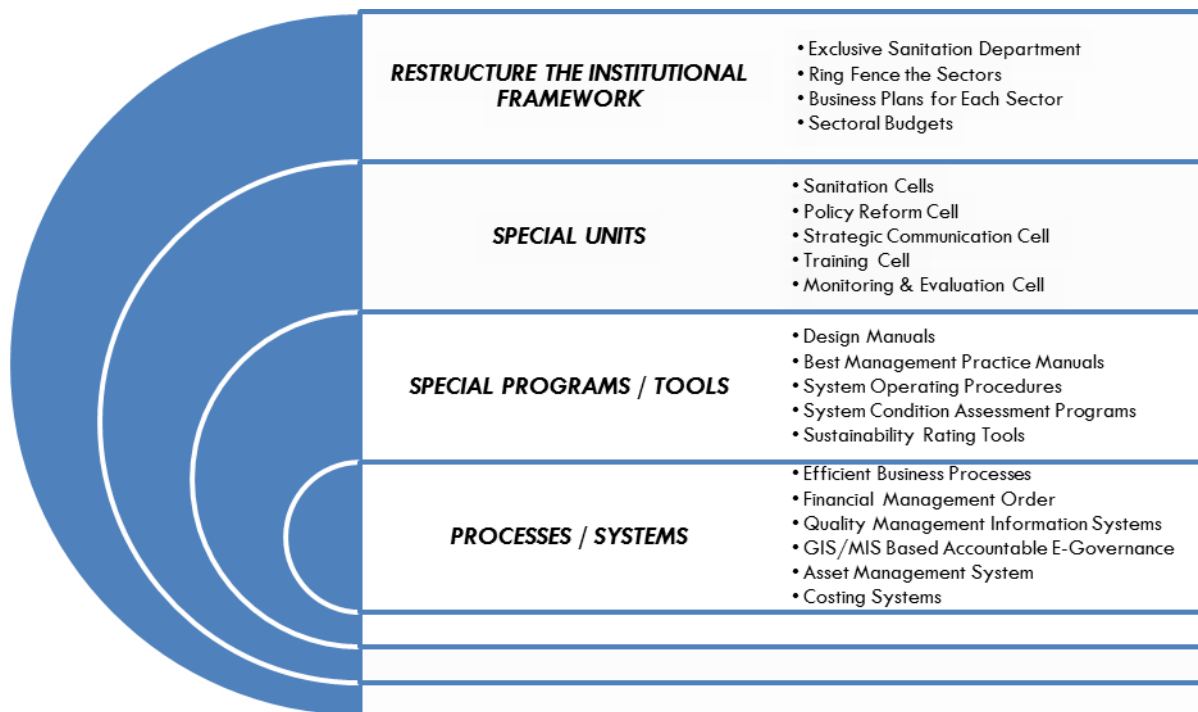 RESTRUCTURE THE INSTITUTIONAL
FRAMEWORK
• Exclusive Sanitation Department
• Ring Fence the Sectors
• Business Plans for Each Sector
• Sectoral Budgets
SPECIAL UNITS
• Sanitation Cells
• Policy Reform Cell
• Strategic Communication Cell
• Training Cell
• Monitoring & Evaluation Cell
SPECIAL PROGRAMS / TOOLS
• Design Manuals
• Best Management Practice Manuals
• System Operating Procedures
• System Condition Assessment Programs
• Sustainability Rating Tools
PROCESSES / SYSTEMS
• Efficient Business Processes
• Financial Management Order
• Quality Management Information Systems
• GIS/MIS Based Accountable E-Governance
• Asset Management System
• Costing Systems